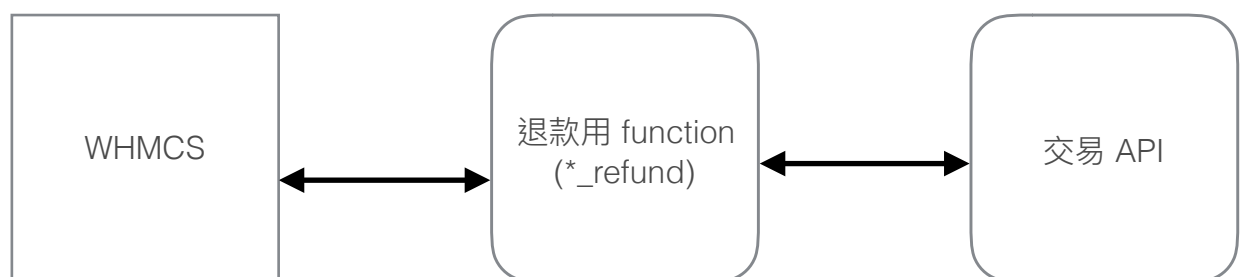 WHMCS
退款用 function
(*_refund)
交易 API